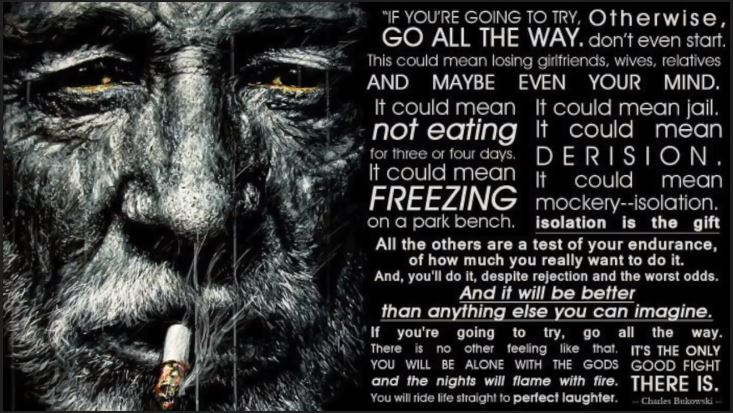 "IF YOU'RE GOING TO TRY, Otherwise,
GO ALL THE WAY. don't even start.
This could mean losing girlfriends, wives, relatives
AND MAYBE EVEN YOUR MIND.
It could mean
not eating
for three or four days.
It could mean
FREEZING
on a park bench.
It could mean jail.
It could mean
DERISION.
It could mean
mockery--isolation.
isolation is the gift
All the others are a test of your endurance,
of how much you really want to do it.
And, you'll do it, despite rejection and the worst odds.
And it will be better
than anything else you can imagine.
If you're going to try, go all the way.
There is no other feeling like that.
YOU WILL BE ALONE WITH THE GODS
and the nights will flame with fire.
You will ride life straight to perfect laughter.
IT'S THE ONLY
GOOD FIGHT
THERE IS.
-- Charles Bukowski --